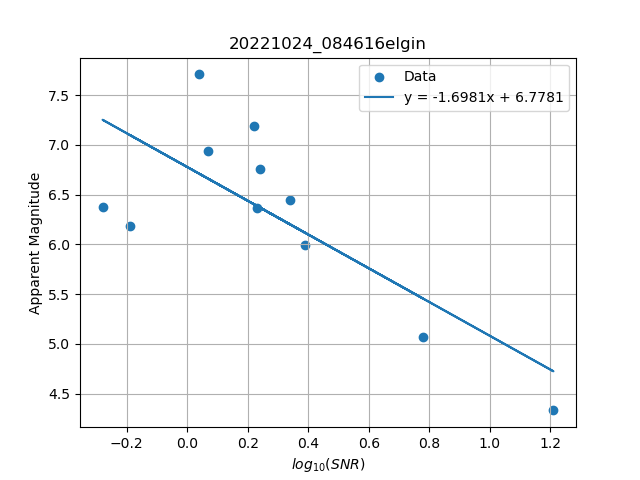 20221024_084616elgin
Data
y = -1.6981x + 6.7781
7.5
7.0
6.5
6.0
5.5
5.0
4.5
Apparent Magnitude
−0.2 0.0 0.2 0.4 0.6 0.8 1.0 1.2
log₁₀(SNR)